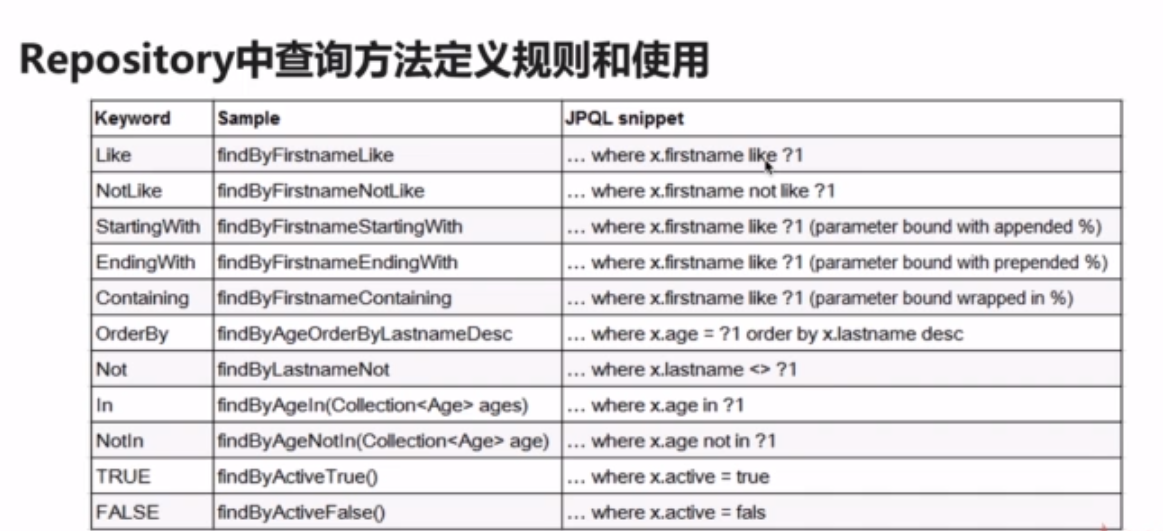 Repository中查询方法定义规则和使用
Keyword Sample JPQL snippet
Like findByFirstnameLike … where x.firstname like ?1
NotLike findByFirstnameNotLike … where x.firstname not like ?1
StartingWith findByFirstnameStartingWith … where x.firstname like ?1 (parameter bound with appended %)
EndingWith findByFirstnameEndingWith … where x.firstname like ?1 (parameter bound with prepended %)
Containing findByFirstnameContaining … where x.firstname like ?1 (parameter bound wrapped in %)
OrderBy findByAgeOrderByLastnameDesc … where x.age = ?1 order by x.lastname desc
Not findByLastnameNot … where x.lastname <> ?1
In findByAgeIn(Collection<Age> ages) … where x.age in ?1
NotIn findByAgeNotIn(Collection<Age> age) … where x.age not in ?1
TRUE findByActiveTrue() … where x.active = true
FALSE findByActiveFalse() … where x.active = fals